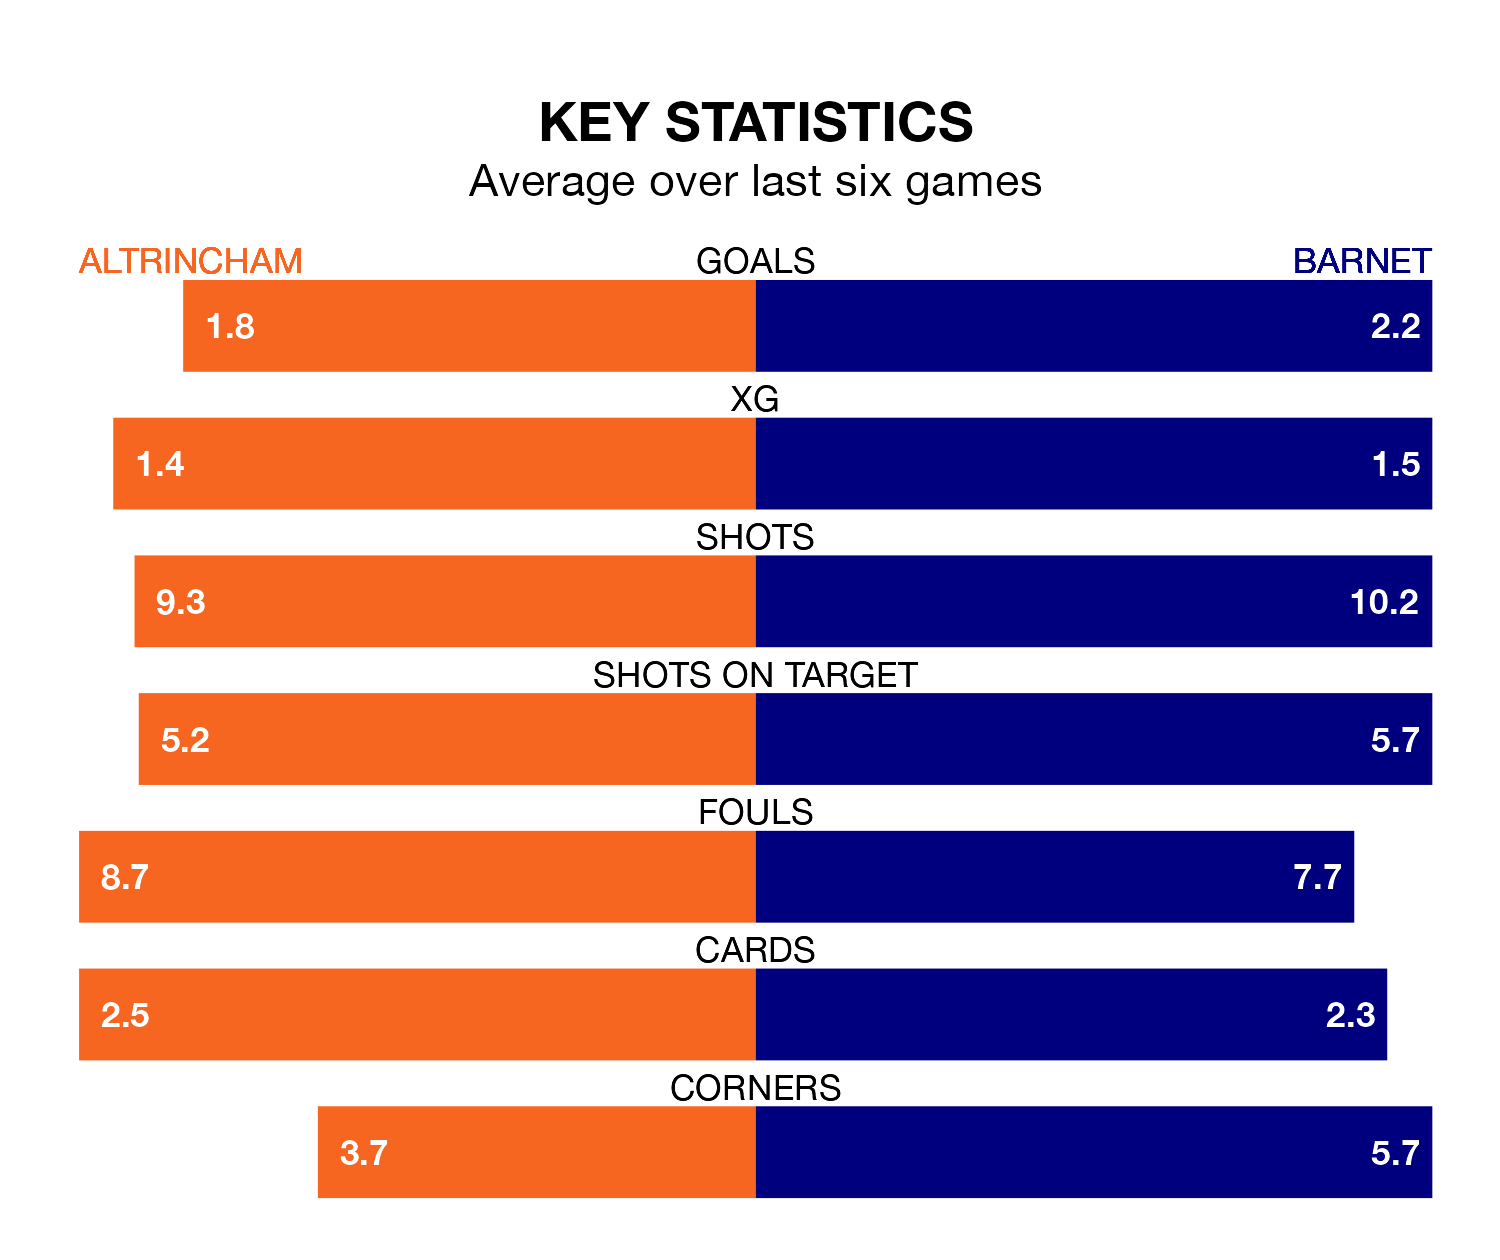 KEY STATISTICS
Average over last six games
ALTRINCHAM GOALS BARNET
1.8 2.2
XG
1.4 1.5
SHOTS
9.3 10.2
SHOTS ON TARGET
5.2 5.7
FOULS
8.7 7.7
CARDS
2.5 2.3
CORNERS
3.7 5.7